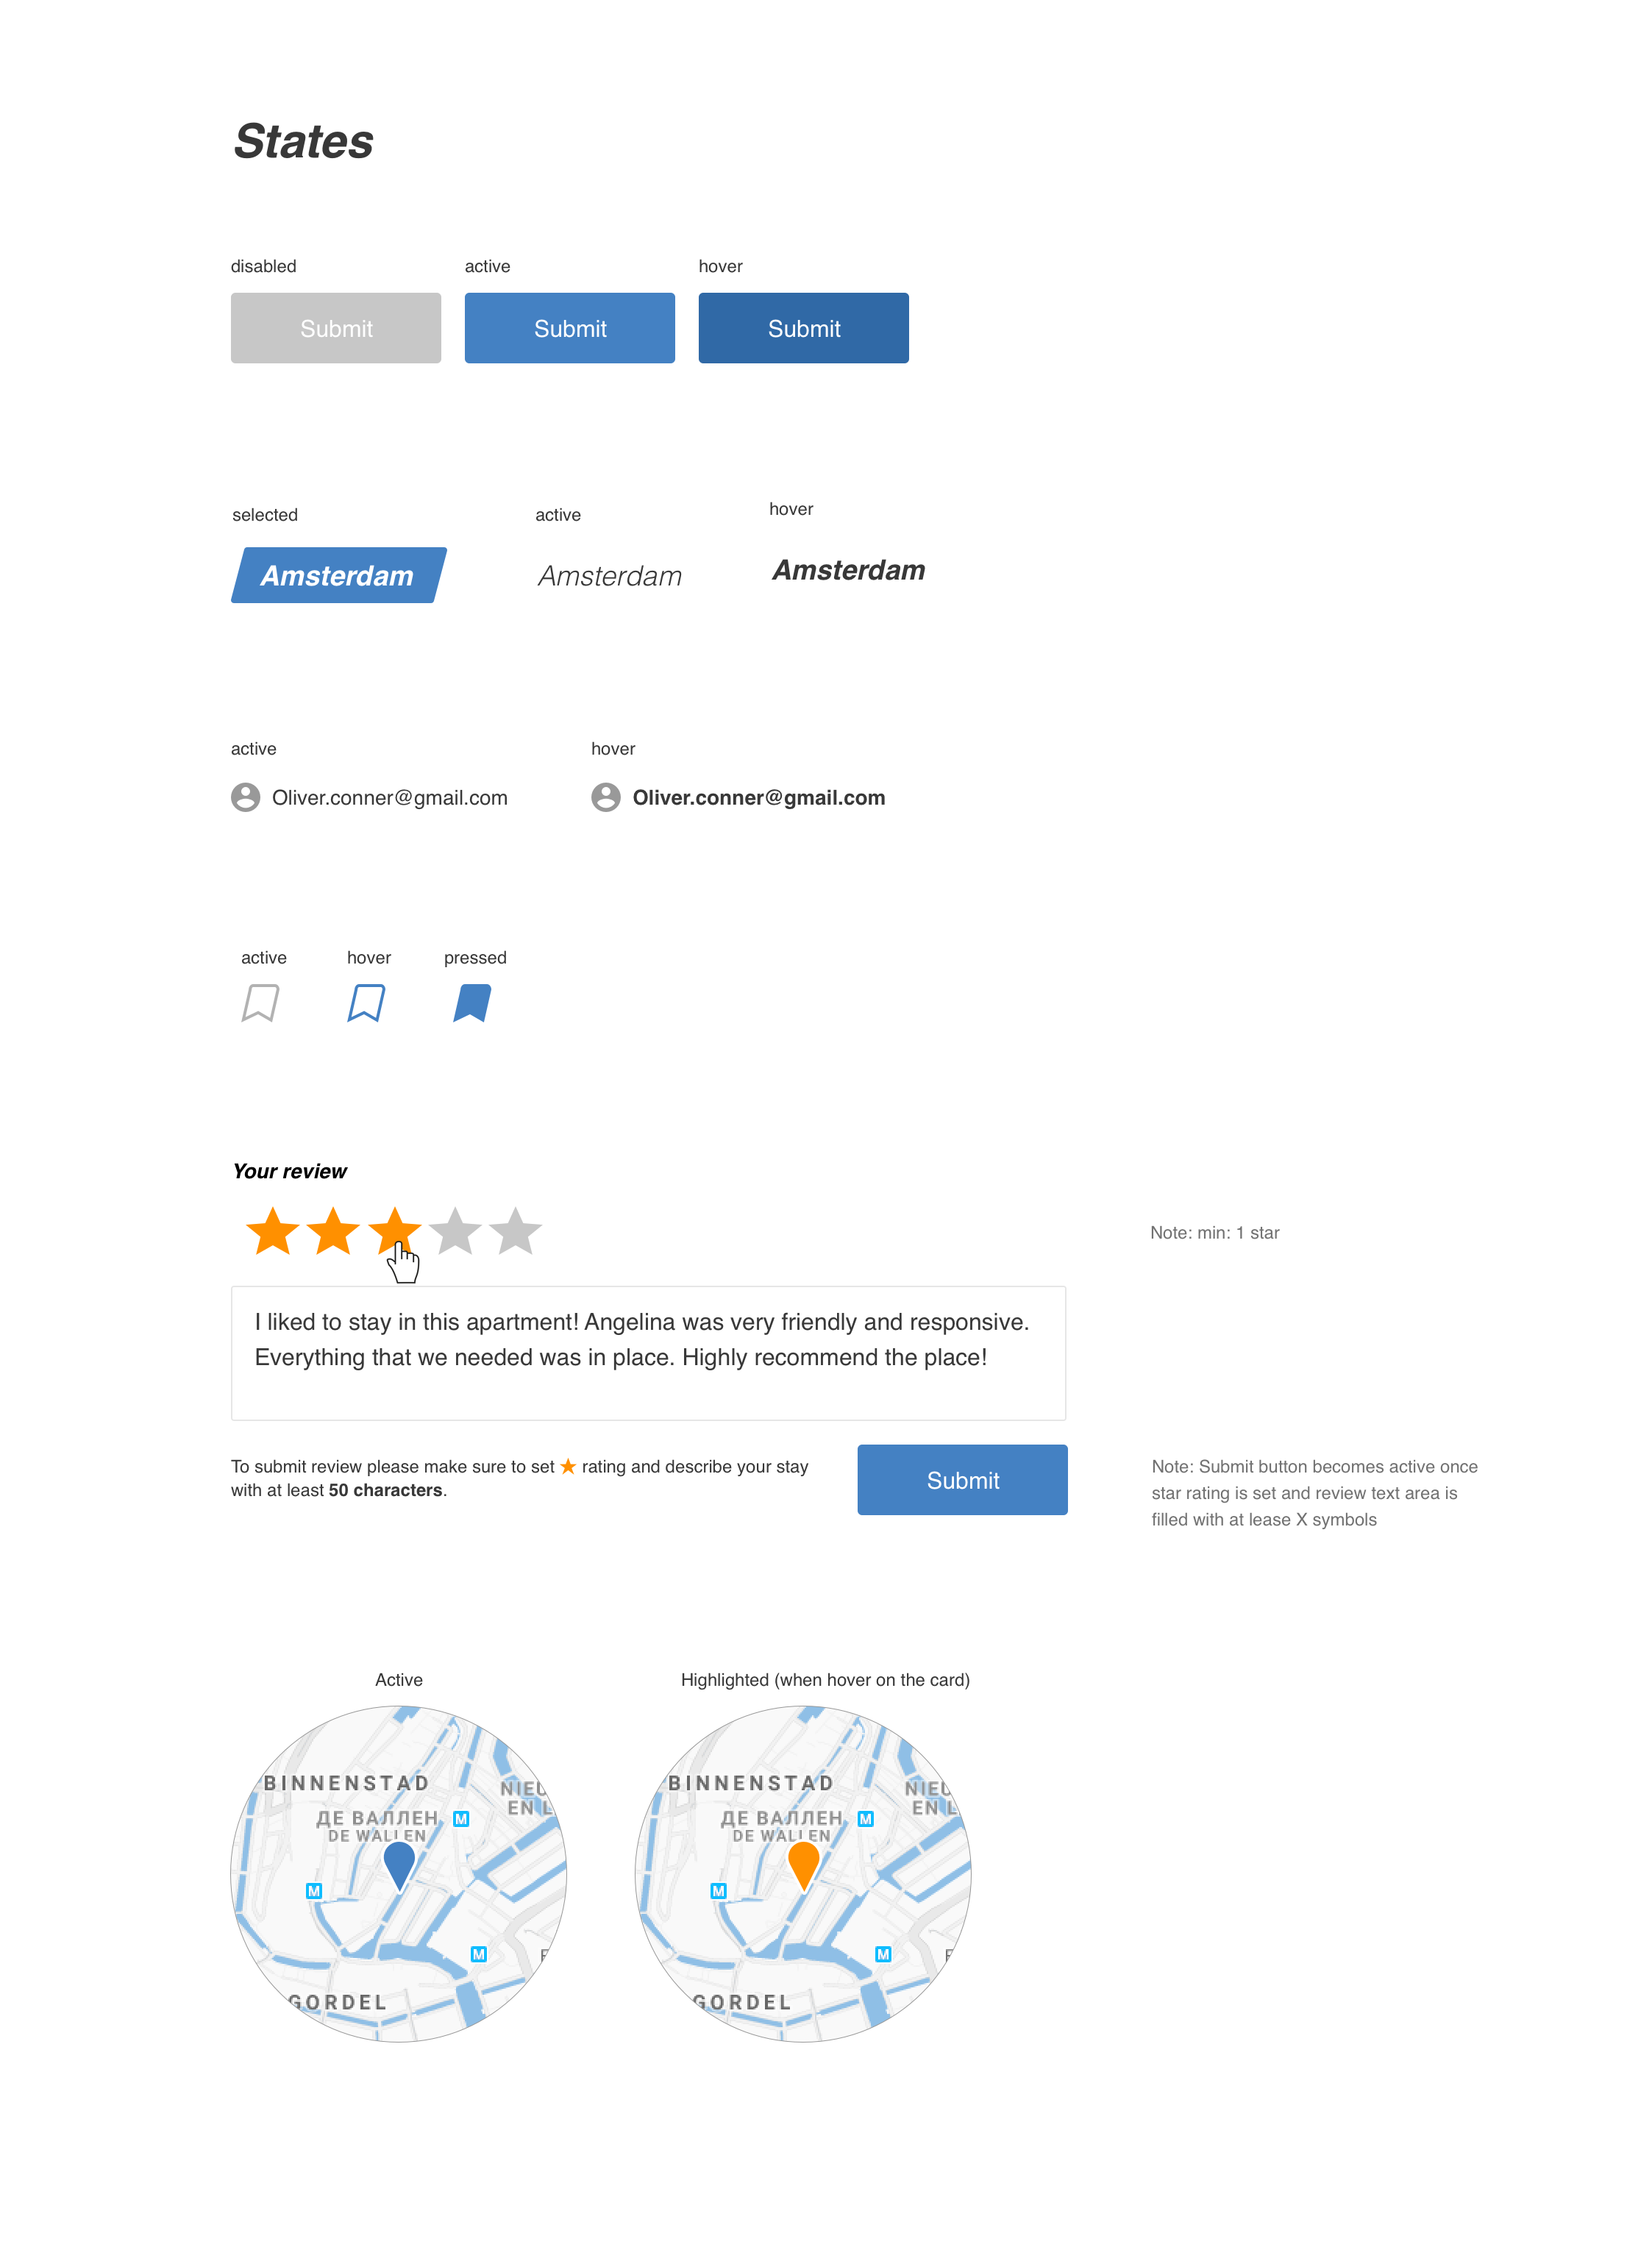 States
disabled
active
hover
Submit
Submit
Submit
selected
active
hover
Amsterdam
Amsterdam
Amsterdam
active
hover
Oliver.conner@gmail.com
Oliver.conner@gmail.com
active
hover
pressed
Your review
Note: min: 1 star
I liked to stay in this apartment! Angelina was very friendly and responsive.
Everything that we needed was in place. Highly recommend the place!
To submit review please make sure to set ★ rating and describe your stay
with at least 50 characters.
Submit
Note: Submit button becomes active once
star rating is set and review text area is
filled with at lease X symbols
Active
Highlighted (when hover on the card)
BINNENSTAD
NIEU
EN L
ДЕ ВАЛЛЕН
DE WALLEN
M
M
M
GORDEL
BINNENSTAD
NIEU
EN L
ДЕ ВАЛЛЕН
DE WALLEN
M
M
M
GORDEL